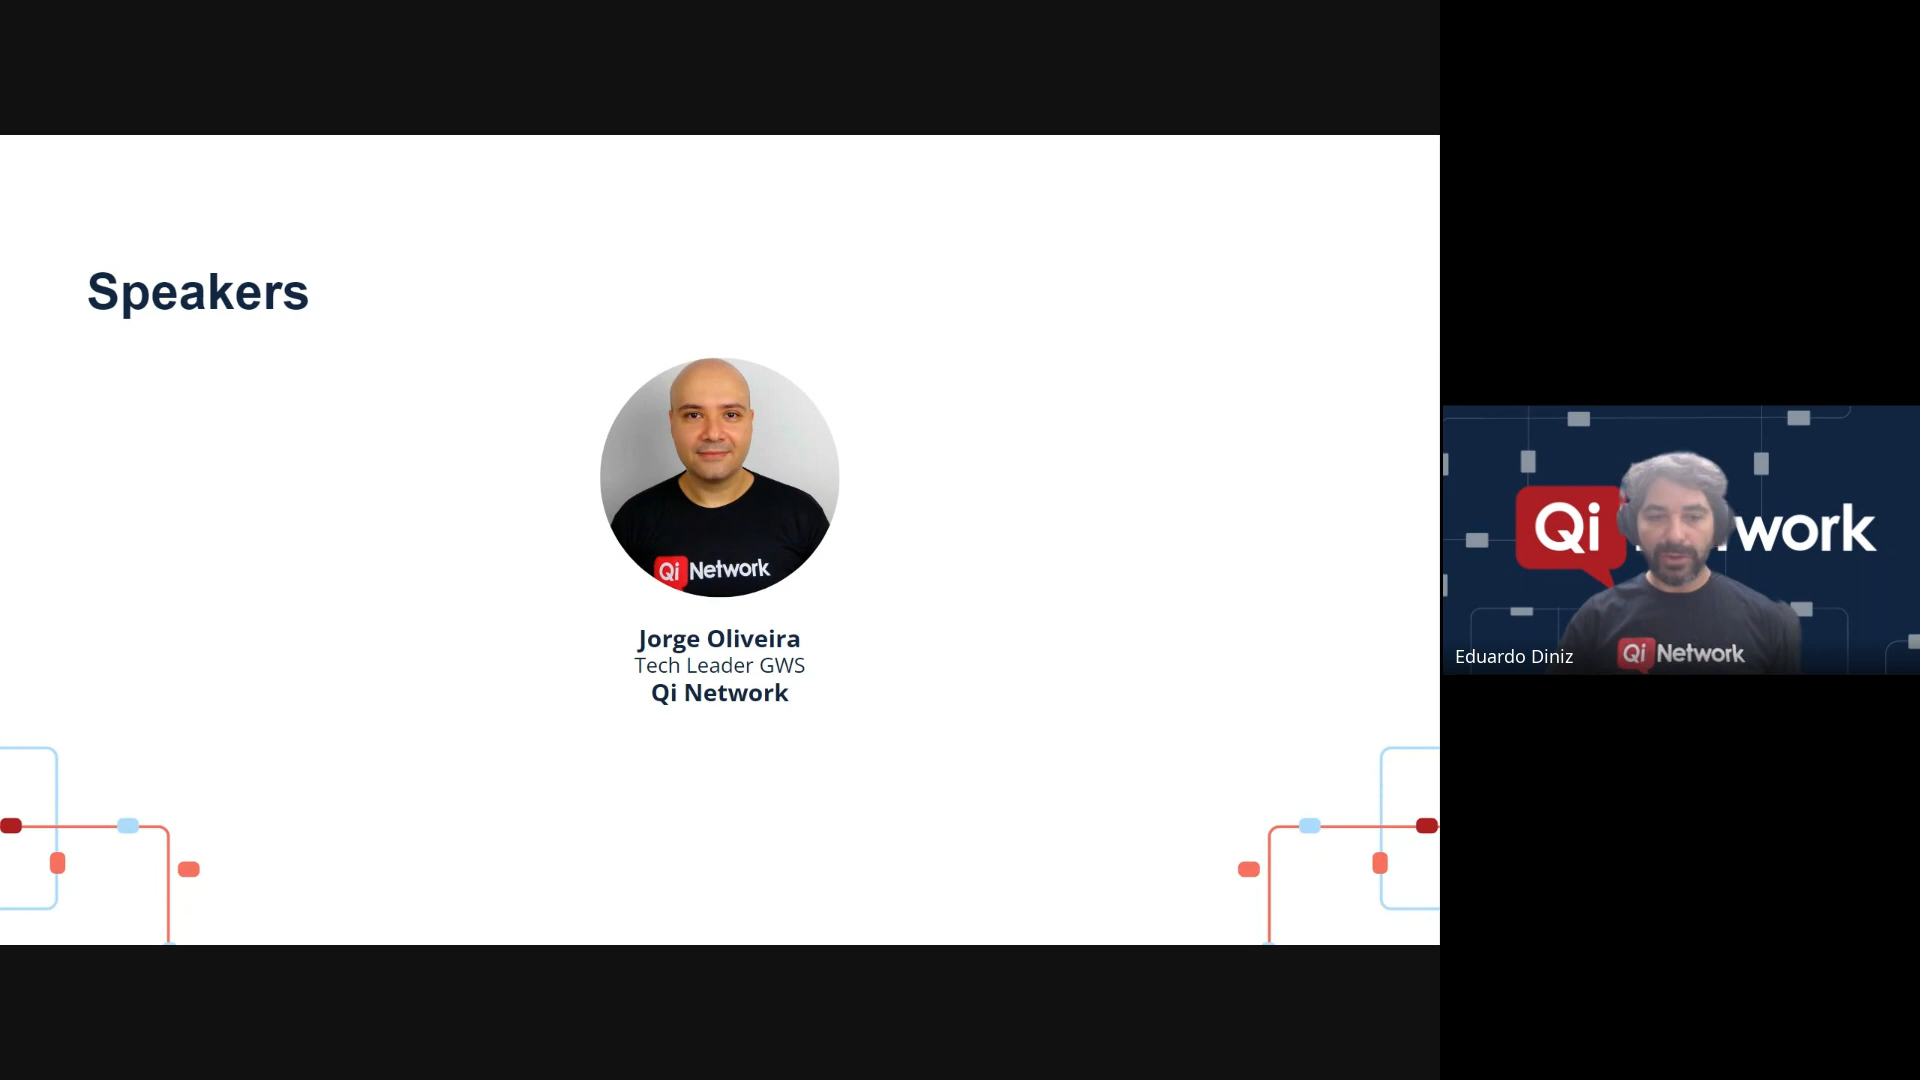 Speakers
Qi Network
Jorge Oliveira
Tech Leader GWS
Qi Network
Qi work
Eduardo Diniz
Qi Network